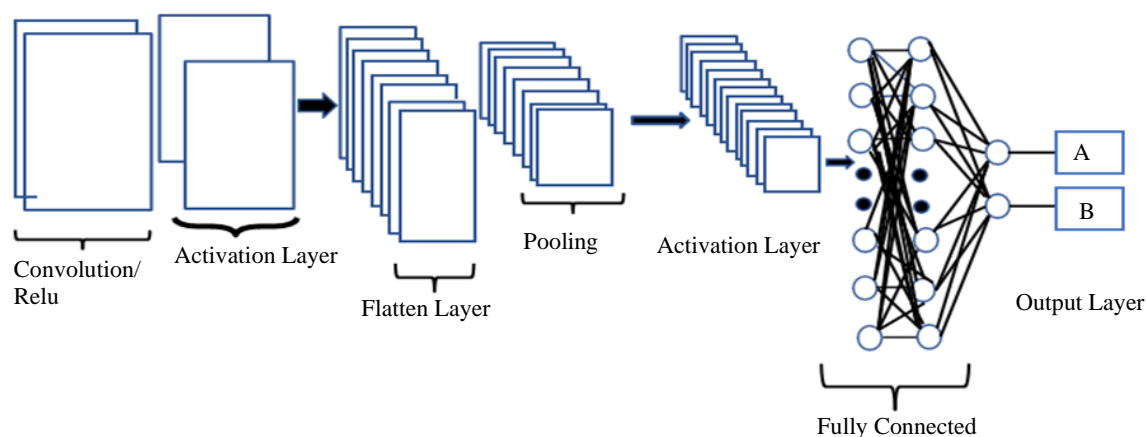 Convolution/
Relu
Activation Layer
Flatten Layer
Pooling
Activation Layer
Fully Connected
A
B
Output Layer